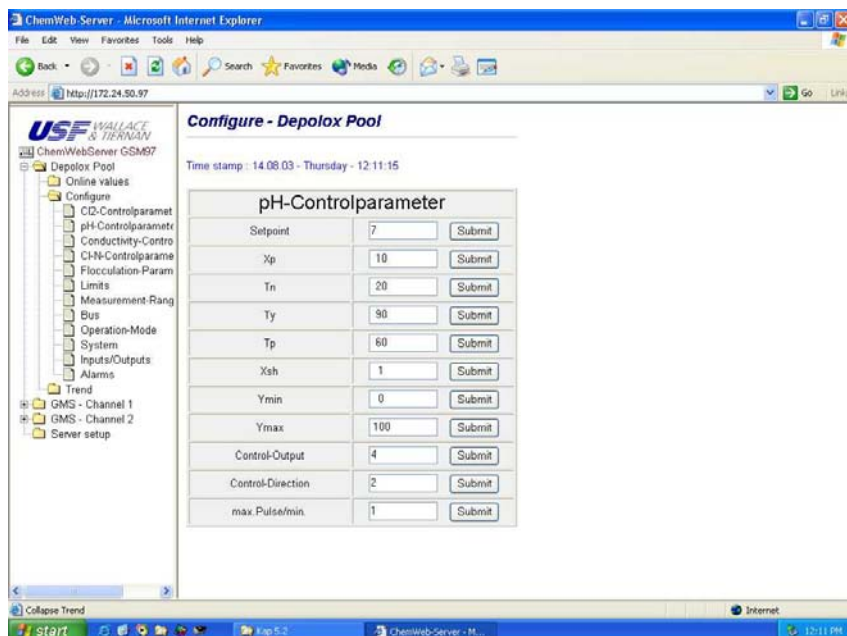 ChemWeb-Server - Microsoft Internet Explorer
File Edit View Favorites Tools Help
Back Search Favorites Media
Address http://172.24.50.97 Go Links
USF WALLACE & TIERNAN
ChemWebServer GSM97
Depolox Pool
Online values
Configure
Cl2-Controlparamet
pH-Controlparamete
Conductivity-Contro
Cl-N-Controlparame
Flocculation-Param
Limits
Measurement-Rang
Bus
Operation-Mode
System
Inputs/Outputs
Alarms
Trend
GMS - Channel 1
GMS - Channel 2
Server setup
Configure - Depolox Pool
Time stamp : 14.08.03 - Thursday - 12:11:15
pH-Controlparameter
Setpoint 7 Submit
Xp 10 Submit
Tn 20 Submit
Ty 90 Submit
Tp 60 Submit
Xsh 1 Submit
Ymin 0 Submit
Ymax 100 Submit
Control-Output 4 Submit
Control-Direction 2 Submit
max.Pulse/min. 1 Submit
Collapse Trend Internet
start Kap 5.2 ChemWeb-Server - M... 12:11 PM